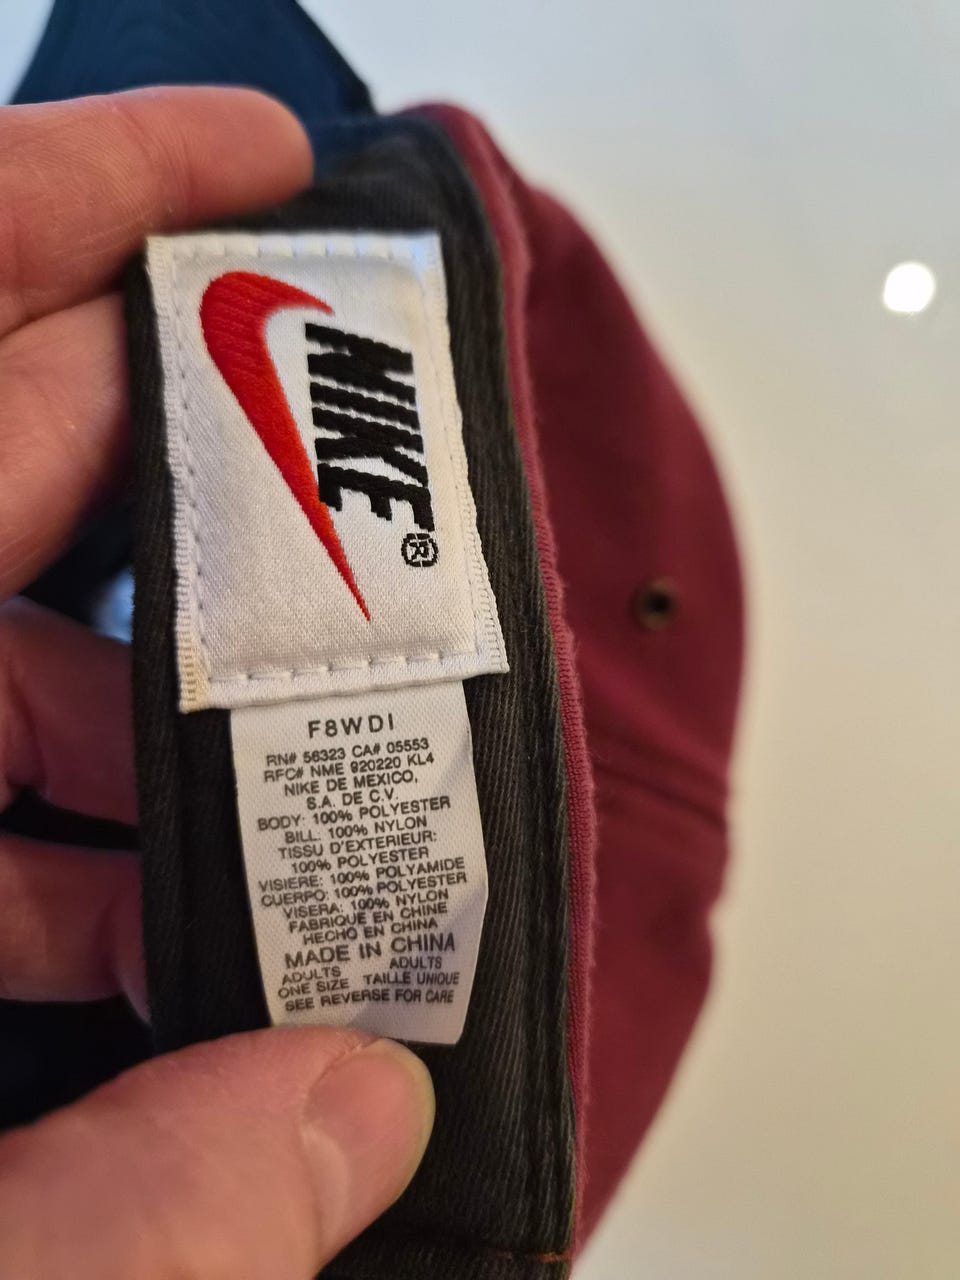 NIKE®
F8WDI
RN# 56323 CA# 05553
RFC# NME 920220 KL4
NIKE DE MEXICO,
S.A. DE C.V.
BODY: 100% POLYESTER
BILL: 100% NYLON
TISSU D'EXTERIEUR:
100% POLYESTER
VISIERE: 100% POLYAMIDE
CUERPO: 100% POLYESTER
VISERA: 100% NYLON
FABRIQUE EN CHINE
HECHO EN CHINA
MADE IN CHINA
ADULTS ADULTS
ONE SIZE TAILLE UNIQUE
SEE REVERSE FOR CARE